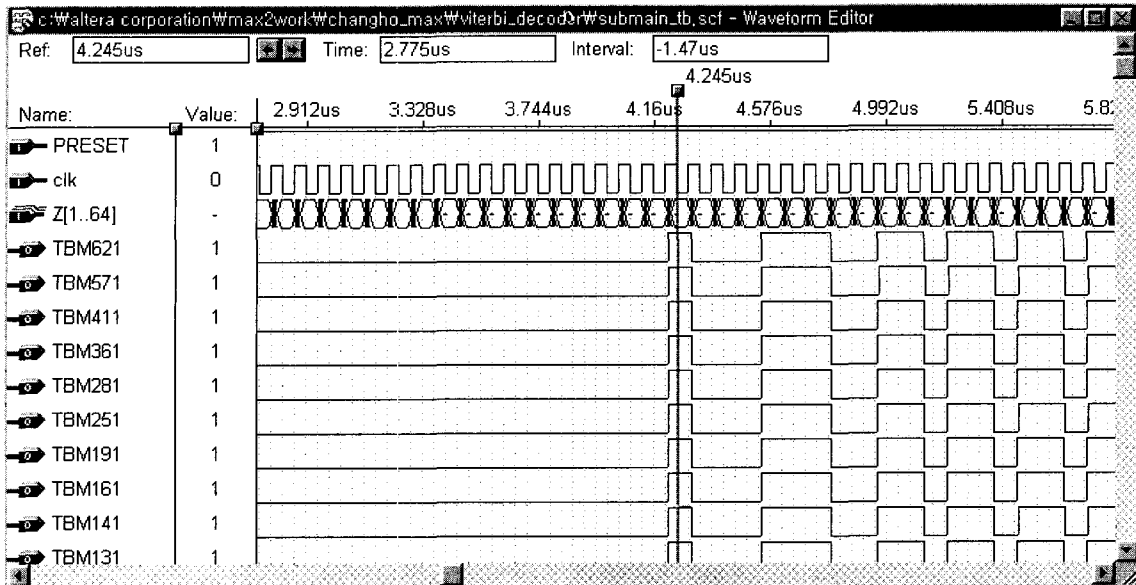 c:₩altera corporation₩max2work₩changho_max₩viterbi_decod₩submain_tb.scf - Waveform Editor
Ref: 4.245us Time: 2.775us Interval: -1.47us
4.245us
Name: Value: 2.912us 3.328us 3.744us 4.16us 4.576us 4.992us 5.408us 5.82
PRESET 1
clk 0
Z[1..64] -
TBM621 1
TBM571 1
TBM411 1
TBM361 1
TBM281 1
TBM251 1
TBM191 1
TBM161 1
TBM141 1
TBM131 1